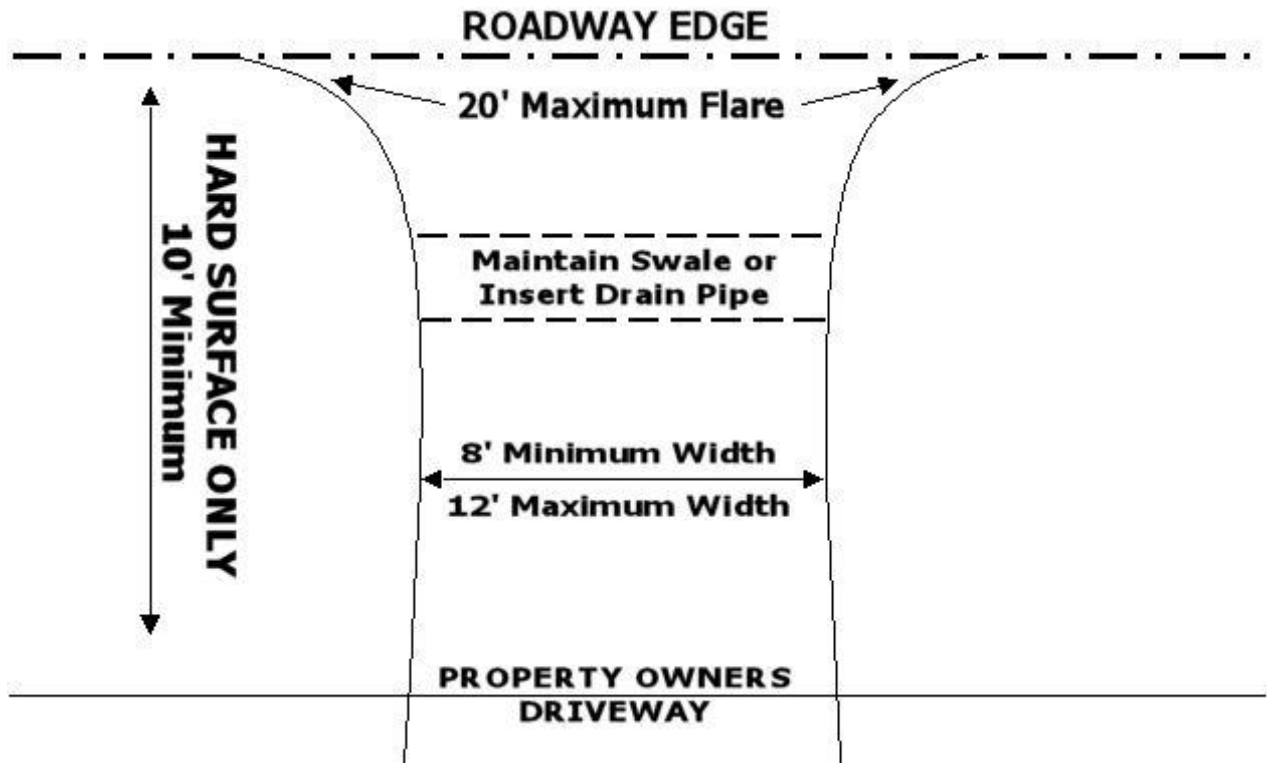 ROADWAY EDGE
20' Maximum Flare
HARD SURFACE ONLY
10' Minimum
Maintain Swale or
Insert Drain Pipe
8' Minimum Width
12' Maximum Width
PROPERTY OWNERS
DRIVEWAY